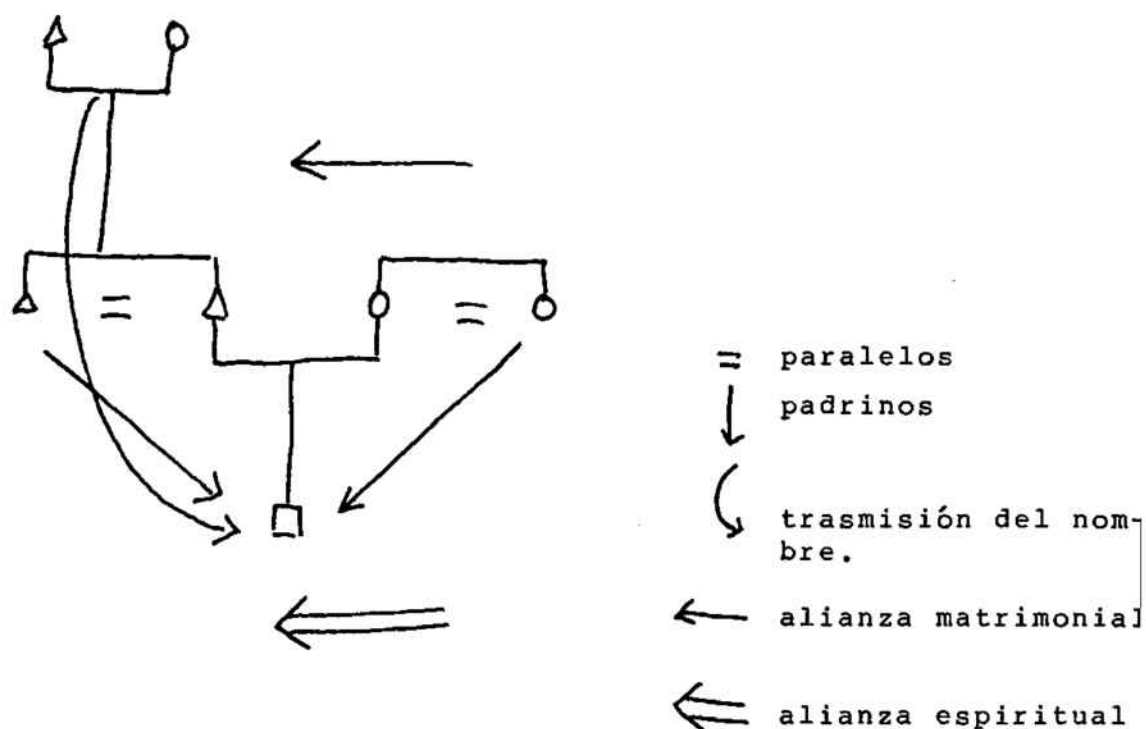 = paralelos
padrinos
trasmisión del nom-
bre.
alianza matrimonial
alianza espiritual